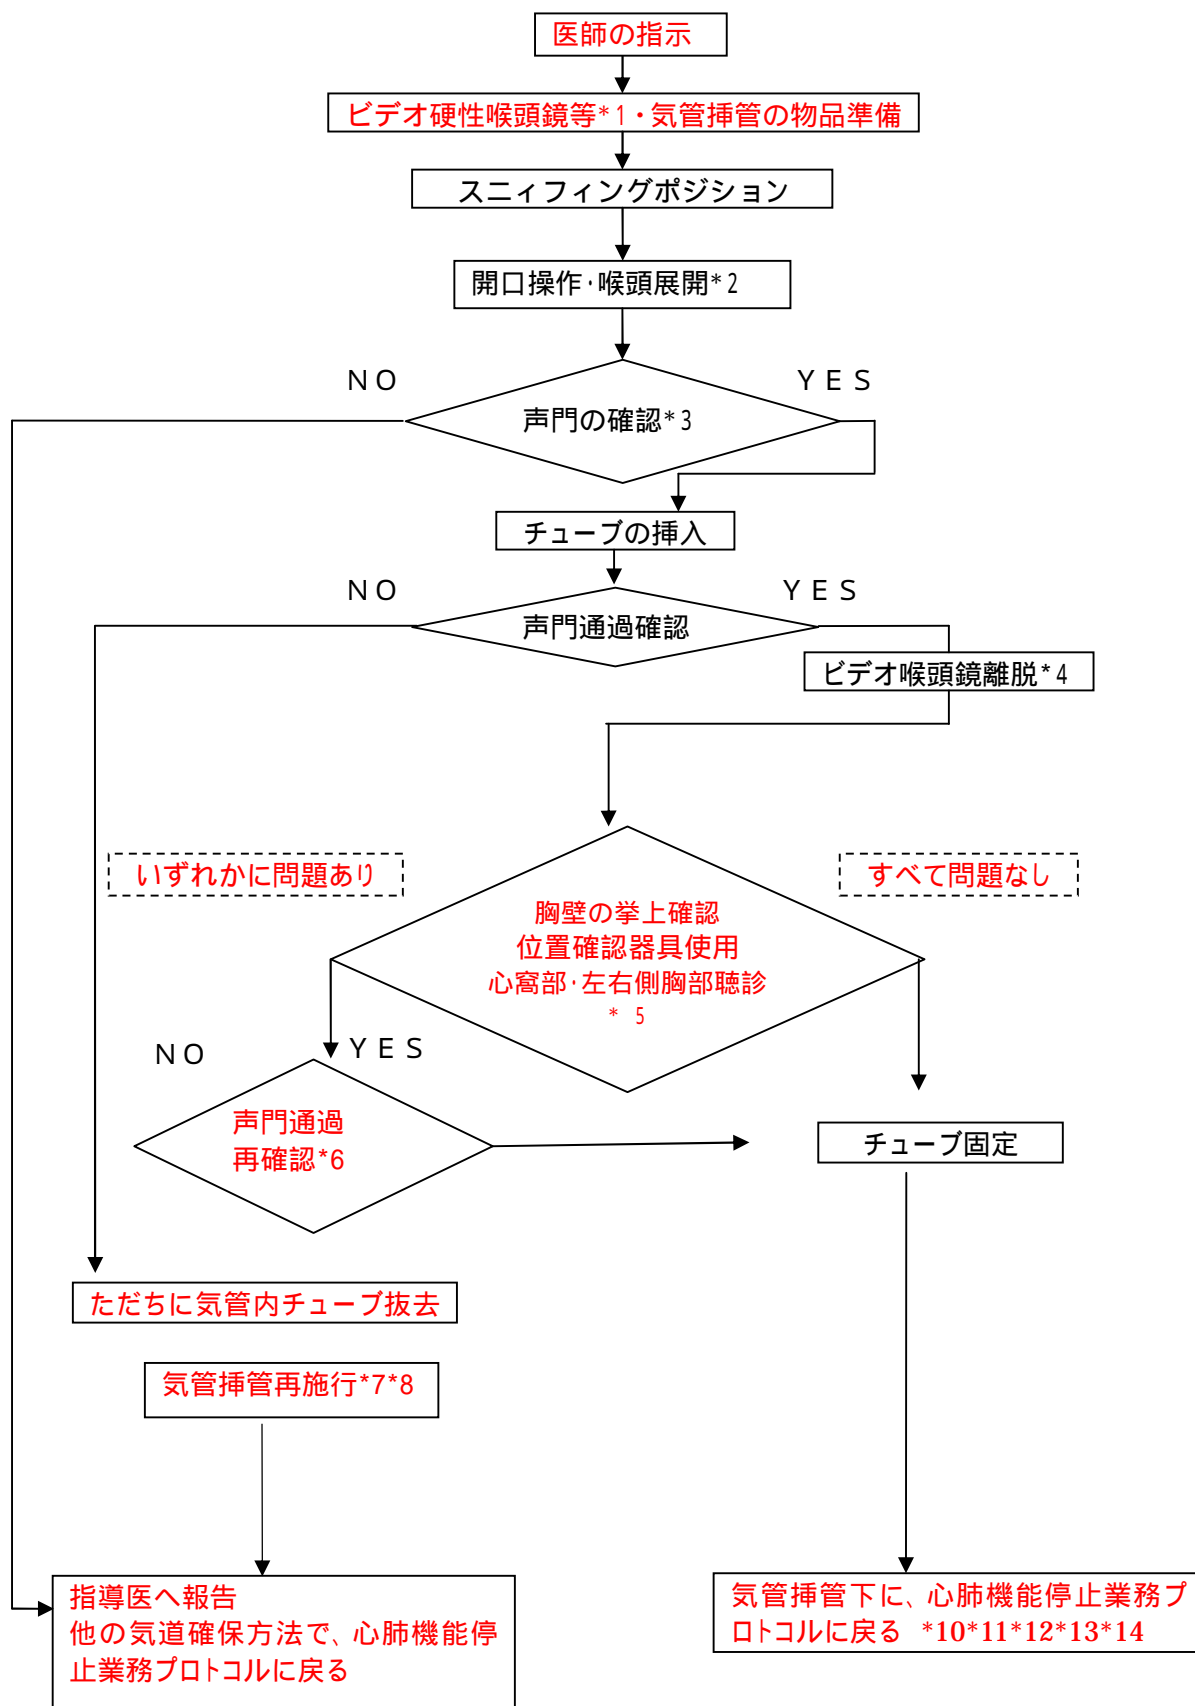 医師の指示
ビデオ硬性喉頭鏡等*1・気管挿管の物品準備
スニィフィングポジション
開口操作・喉頭展開*2
NO
YES
声門の確認*3
チューブの挿入
NO
YES
声門通過確認
ビデオ喉頭鏡離脱*4
いずれかに問題あり
すべて問題なし
胸壁の挙上確認
位置確認器具使用
心窩部・左右側胸部聴診
* 5
NO
YES
声門通過
再確認*6
チューブ固定
ただちに気管内チューブ抜去
気管挿管再施行*7*8
指導医へ報告
他の気道確保方法で、心肺機能停
止業務プロトコルに戻る
気管挿管下に、心肺機能停止業務プ
ロトコルに戻る *10*11*12*13*14